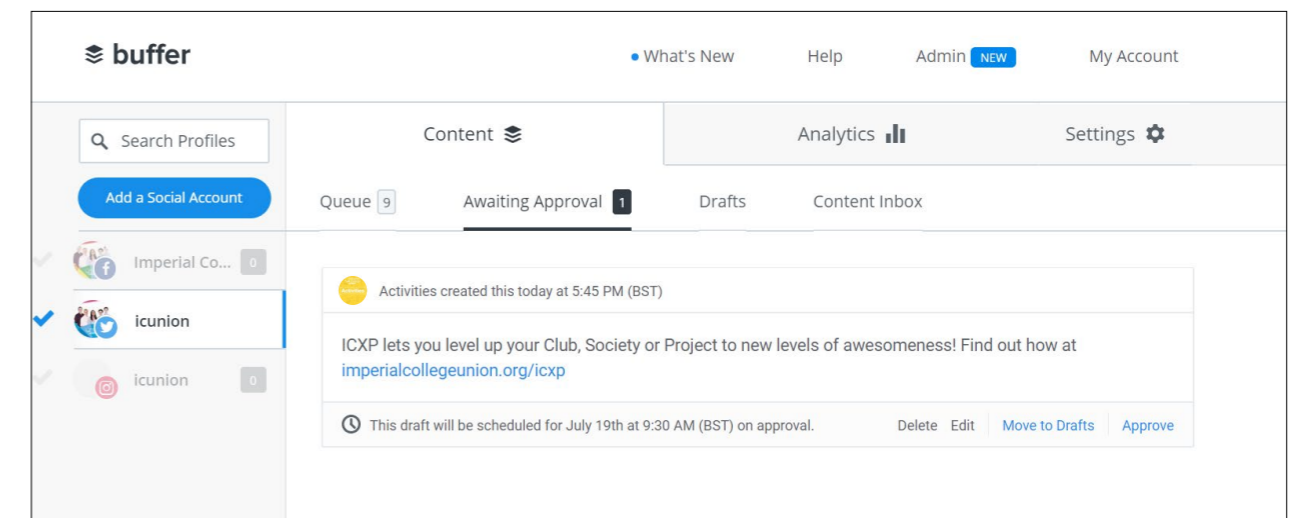 buffer
What's New
Help
Admin NEW
My Account
Search Profiles
Add a Social Account
Imperial Co... 0
icunion
icunion 0
Content
Analytics
Settings
Queue 9
Awaiting Approval 1
Drafts
Content Inbox
Activities created this today at 5:45 PM (BST)
ICXP lets you level up your Club, Society or Project to new levels of awesomeness! Find out how at
imperialcollegeunion.org/icxp
This draft will be scheduled for July 19th at 9:30 AM (BST) on approval.
Delete Edit Move to Drafts Approve